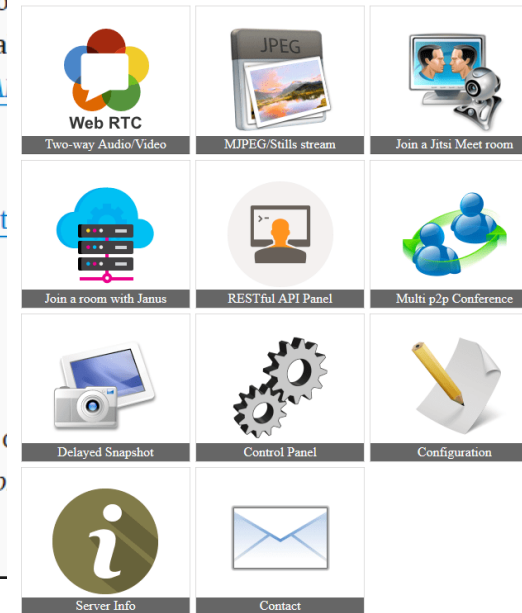 JPEG
Web RTC
Two-way Audio/Video
MJPEG/Stills stream
Join a Jitsi Meet room
Join a room with Janus
RESTful API Panel
Multi p2p Conference
Delayed Snapshot
Control Panel
Configuration
Server Info
Contact